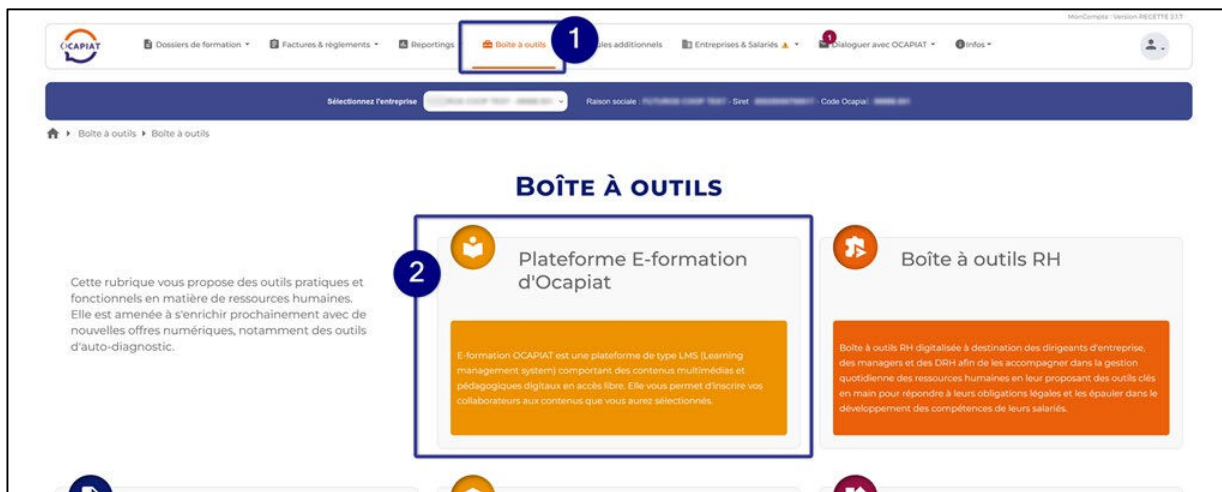 MonCompte : Version RECETTE 2.1.7
OCAPIAT
Dossiers de formation
Factures & règlements
Reportings
Boîte à outils
1
additionnels
Entreprises & Salariés
1
Dialoguer avec OCAPIAT
Infos
Sélectionnez l'entreprise
Raison sociale :
- Siret
- Code Ocapiat
Boîte à outils
Boîte à outils
BOÎTE À OUTILS
Cette rubrique vous propose des outils pratiques et
fonctionnels en matière de ressources humaines.
Elle est amenée à s'enrichir prochainement avec de
nouvelles offres numériques, notamment des outils
d'auto-diagnostic.
2
Plateforme E-formation
d'Ocapiat
E-formation OCAPIAT est une plateforme de type LMS (Learning
management system) comportant des contenus multimédias et
pédagogiques digitaux en accès libre. Elle vous permet d'inscrire vos
collaborateurs aux contenus que vous aurez sélectionnés.
Boîte à outils RH
Boîte à outils RH digitalisée à destination des dirigeants d'entreprise,
des managers et des DRH afin de les accompagner dans la gestion
quotidienne des ressources humaines en leur proposant des outils clés
en main pour répondre à leurs obligations légales et les épauler dans le
développement des compétences de leurs salariés.